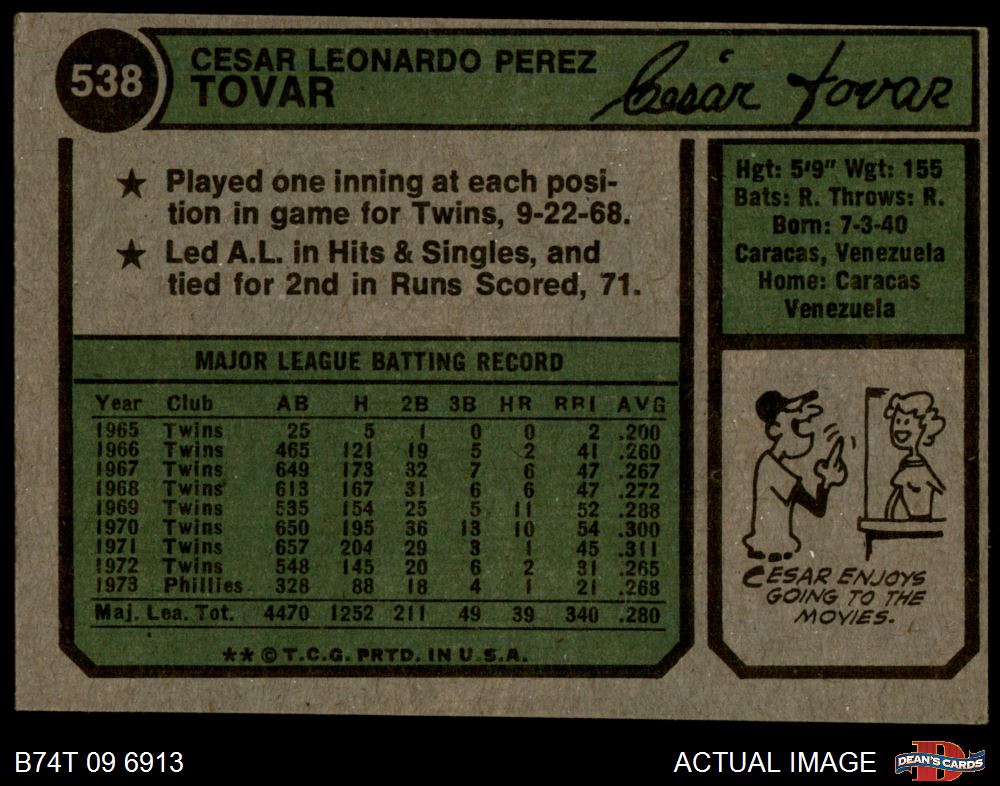 538
CESAR LEONARDO PEREZ
TOVAR
César Tovar
★ Played one inning at each posi-
tion in game for Twins, 9-22-68.
★ Led A.L. in Hits & Singles, and
tied for 2nd in Runs Scored, 71.
Hgt: 5'9" Wgt: 155
Bats: R. Throws: R.
Born: 7-3-40
Caracas, Venezuela
Home: Caracas
Venezuela
MAJOR LEAGUE BATTING RECORD
Year Club AB H 2B 3B HR RBI AVG
1965 Twins 25 5 1 0 0 2 .200
1966 Twins 465 121 19 5 2 41 .260
1967 Twins 649 173 32 7 6 47 .267
1968 Twins 613 167 31 6 6 47 .272
1969 Twins 535 154 25 5 11 52 .288
1970 Twins 650 195 36 13 10 54 .300
1971 Twins 657 204 29 3 1 45 .311
1972 Twins 548 145 20 6 2 31 .265
1973 Phillies 328 88 18 4 1 21 .268
Maj. Lea. Tot. 4470 1252 211 49 39 340 .280
** © T.C.G. PRTD. IN U.S.A.
CESAR ENJOYS
GOING TO THE
MOVIES.
B74T 09 6913
ACTUAL IMAGE
D
DEAN'S CARDS